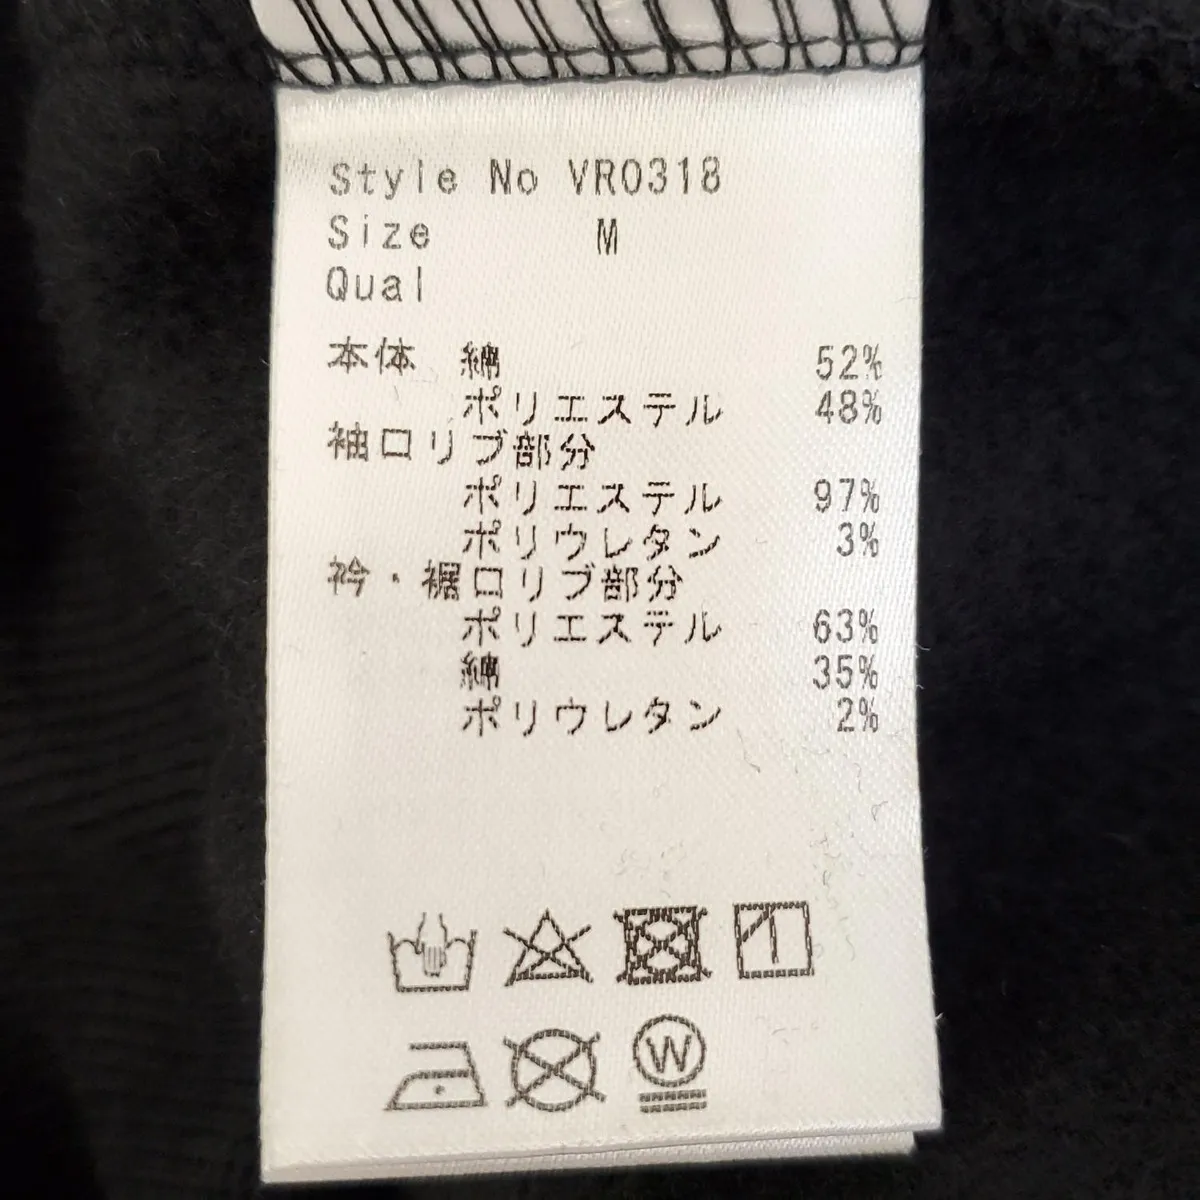 Style No VR0318
Size M
Qual
本体 綿 52%
ポリエステル 48%
袖口リブ部分
ポリエステル 97%
ポリウレタン 3%
衿・裾口リブ部分
ポリエステル 63%
綿 35%
ポリウレタン 2%
W